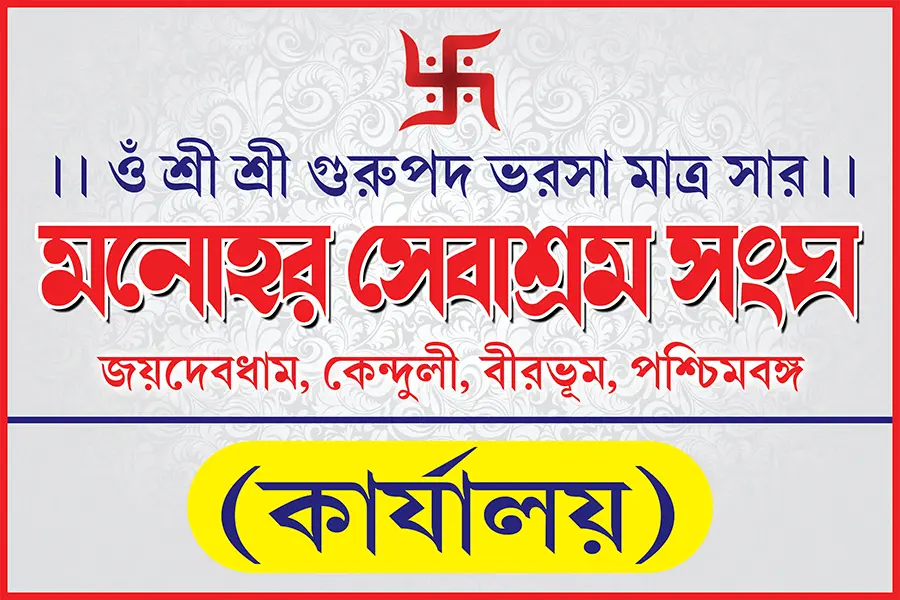 ।। ওঁ শ্রী শ্রী গুরুপদ ভরসা মাত্র সার।।
মনোহর সেবাশ্রম সংঘ
জয়দেবধাম, কেন্দুলী, বীরভূম, পশ্চিমবঙ্গ
(কার্যালয়)